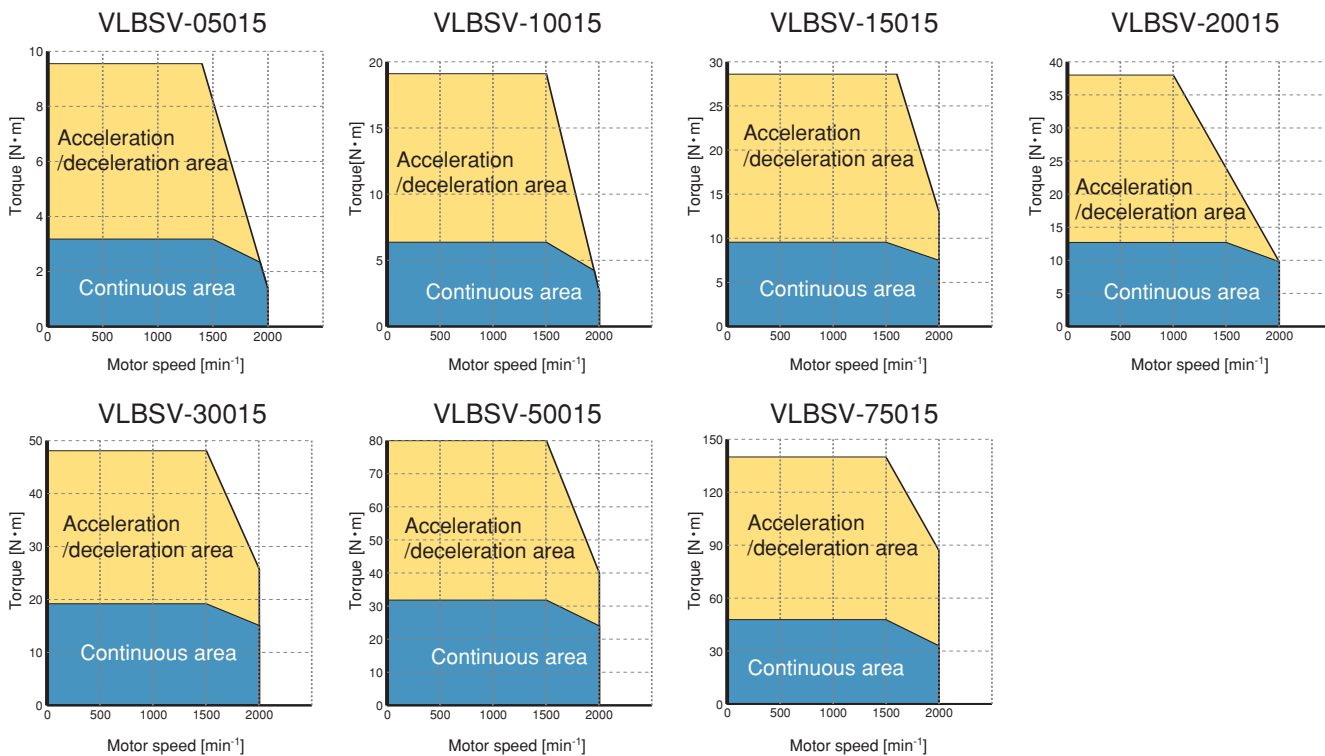 VLBSV-05015
VLBSV-10015
VLBSV-15015
VLBSV-20015
10
8
6
4
2
0
Torque [N・m]
Acceleration
/deceleration area
Continuous area
0 500 1000 1500 2000
Motor speed [min-1]
20
15
10
5
0
Torque[N・m]
Acceleration
/deceleration area
Continuous area
0 500 1000 1500 2000
Motor speed [min-1]
30
25
20
15
10
5
0
Torque [N・m]
Acceleration
/deceleration area
Continuous area
0 500 1000 1500 2000
Motor speed [min-1]
40
35
30
25
20
15
10
5
0
Torque [N・m]
Acceleration
/deceleration area
Continuous area
0 500 1000 1500 2000
Motor speed [min-1]
VLBSV-30015
VLBSV-50015
VLBSV-75015
50
40
30
20
10
0
Torque [N・m]
Acceleration
/deceleration area
Continuous area
0 500 1000 1500 2000
Motor speed [min-1]
80
70
60
50
40
30
20
10
0
Torque [N・m]
Acceleration
/deceleration area
Continuous area
0 500 1000 1500 2000
Motor speed [min-1]
150
120
90
60
30
0
Torque [N・m]
Acceleration
/deceleration area
Continuous area
0 500 1000 1500 2000
Motor speed [min-1]